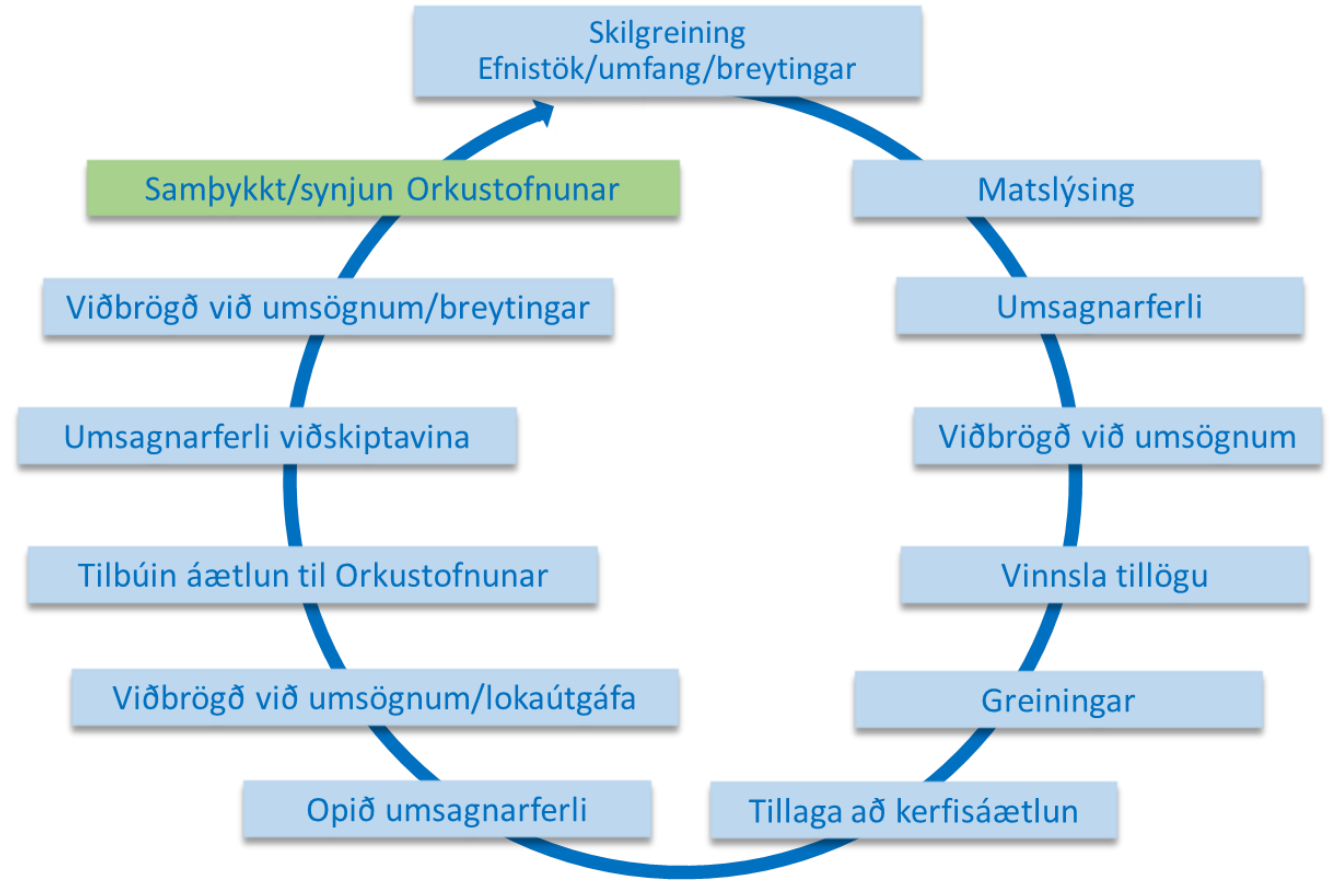 Skilgreining
Efnistök/umfang/breytingar
Matslýsing
Umsagnarferli
Viðbrögð við umsögnum
Vinnsla tillögu
Greiningar
Tillaga að kerfisáætlun
Opið umsagnarferli
Viðbrögð við umsögnum/lokaútgáfa
Tilbúin áætlun til Orkustofnunar
Umsagnarferli viðskiptavina
Viðbrögð við umsögnum/breytingar
Samþykkt/synjun Orkustofnunar